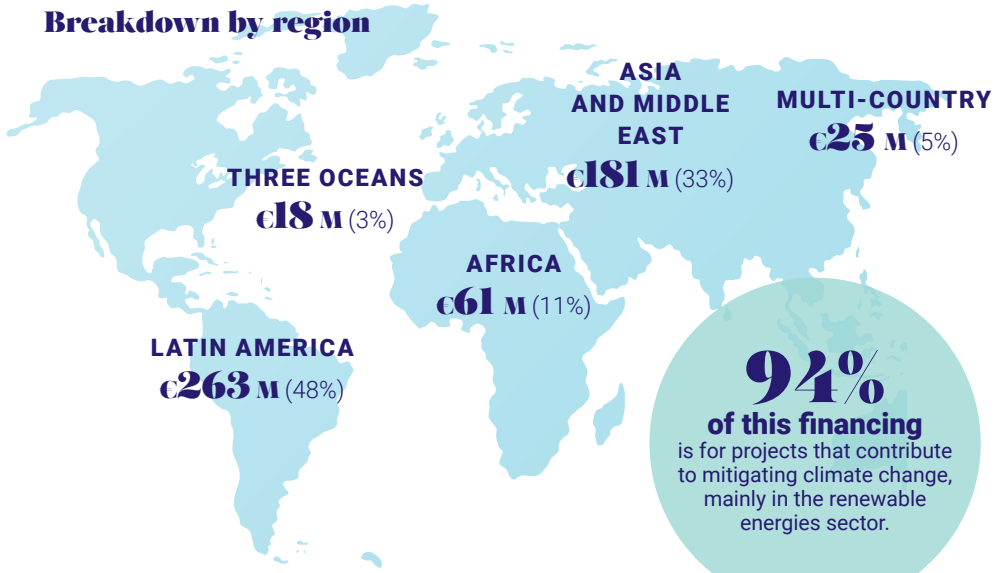 Breakdown by region
ASIA
AND MIDDLE
EAST
€181 M (33%)
MULTI-COUNTRY
€25 M (5%)
THREE OCEANS
€18 M (3%)
AFRICA
€61 M (11%)
LATIN AMERICA
€263 M (48%)
94%
of this financing
is for projects that contribute
to mitigating climate change,
mainly in the renewable
energies sector.